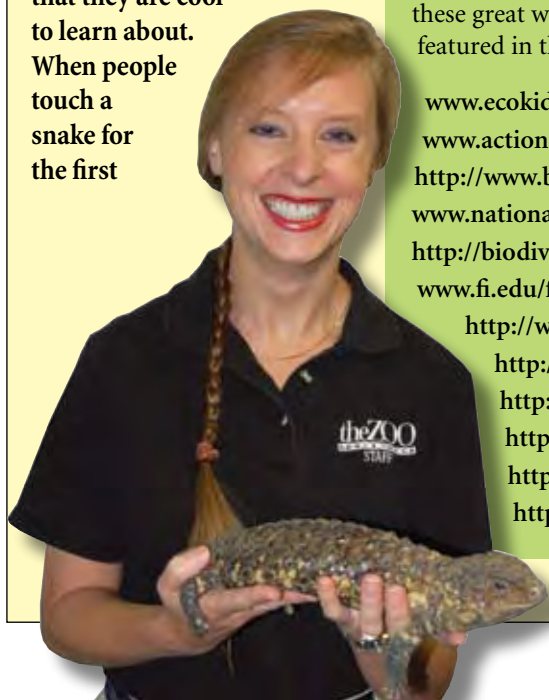 that they are cool
to learn about.
When people
touch a
snake for
the first
these great w
featured in th
www.ecokid
www.action
http://www.b
www.nationa
http://biodiv
www.fi.edu/f
http://w
http:/
http:
http
http
http
theZOO
STAFF